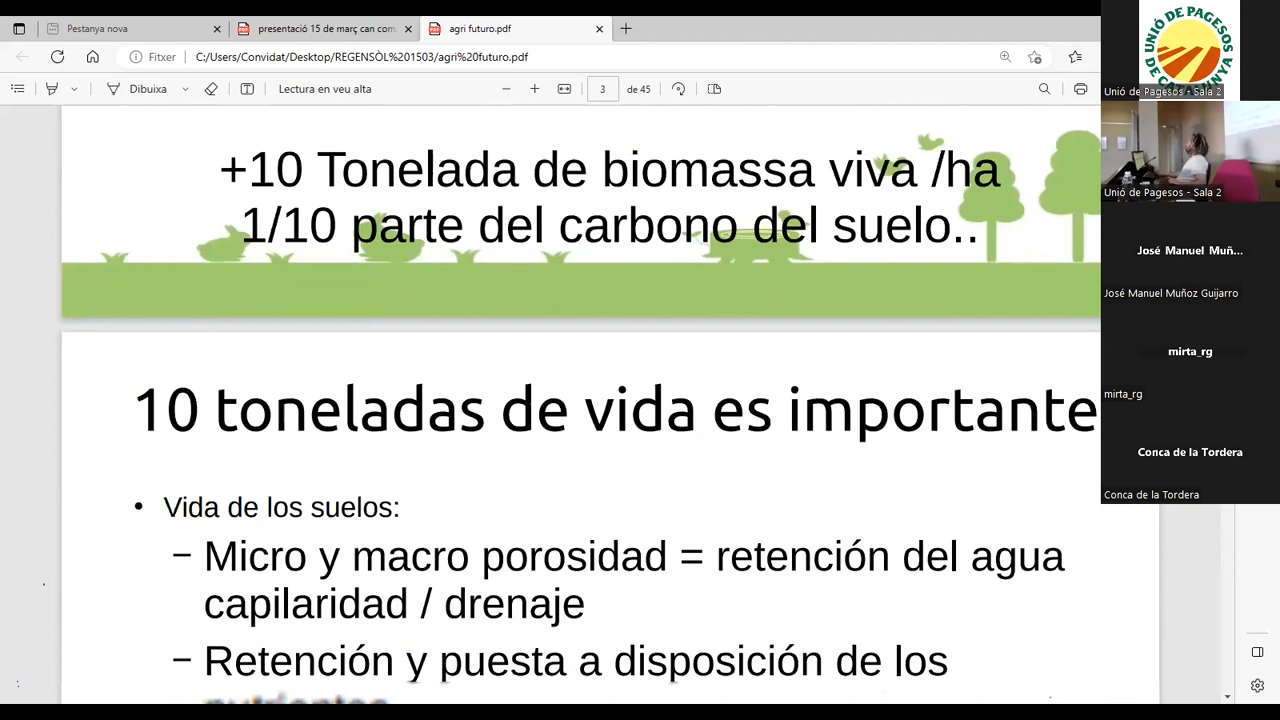 Pestanya nova
presentació 15 de març can com
agri futuro.pdf
Fitxer
C:/Users/Convidat/Desktop/REGENSÒL%201503/agri%20futuro.pdf
Dibuixa
Lectura en veu alta
3
de 45
+10 Tonelada de biomassa viva /ha
1/10 parte del carbono del suelo..
10 toneladas de vida es importante
• Vida de los suelos:
– Micro y macro porosidad = retención del agua
capilaridad / drenaje
– Retención y puesta a disposición de los
nutrientes
UNIÓ DE PAGESOS
DE CATALUNYA
Unió de Pagesos - Sala 2
Unió de Pagesos - Sala 2
José Manuel Muñ...
José Manuel Muñoz Guijarro
mirta_rg
mirta_rg
Conca de la Tordera
Conca de la Tordera